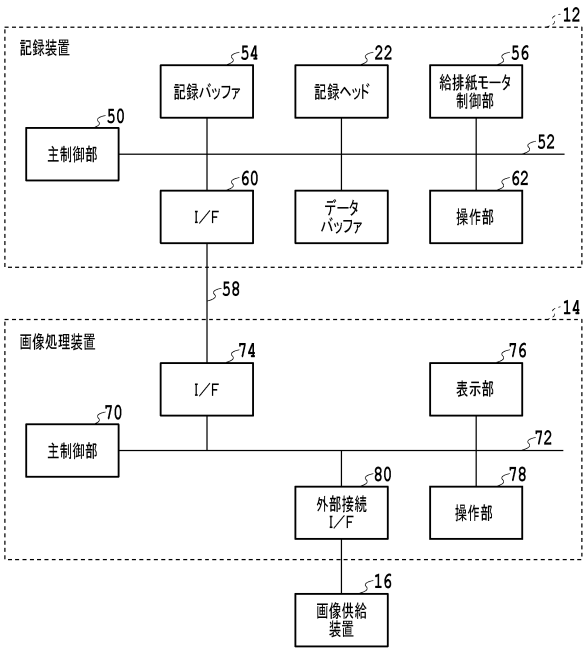 12
記録装置
54
22
56
記録バッファ
記録ヘッド
給排紙モータ
制御部
50
主制御部
52
60
62
I/F
データ
バッファ
操作部
58
14
画像処理装置
74
76
I/F
表示部
70
主制御部
72
80
78
外部接続
I/F
操作部
16
画像供給
装置